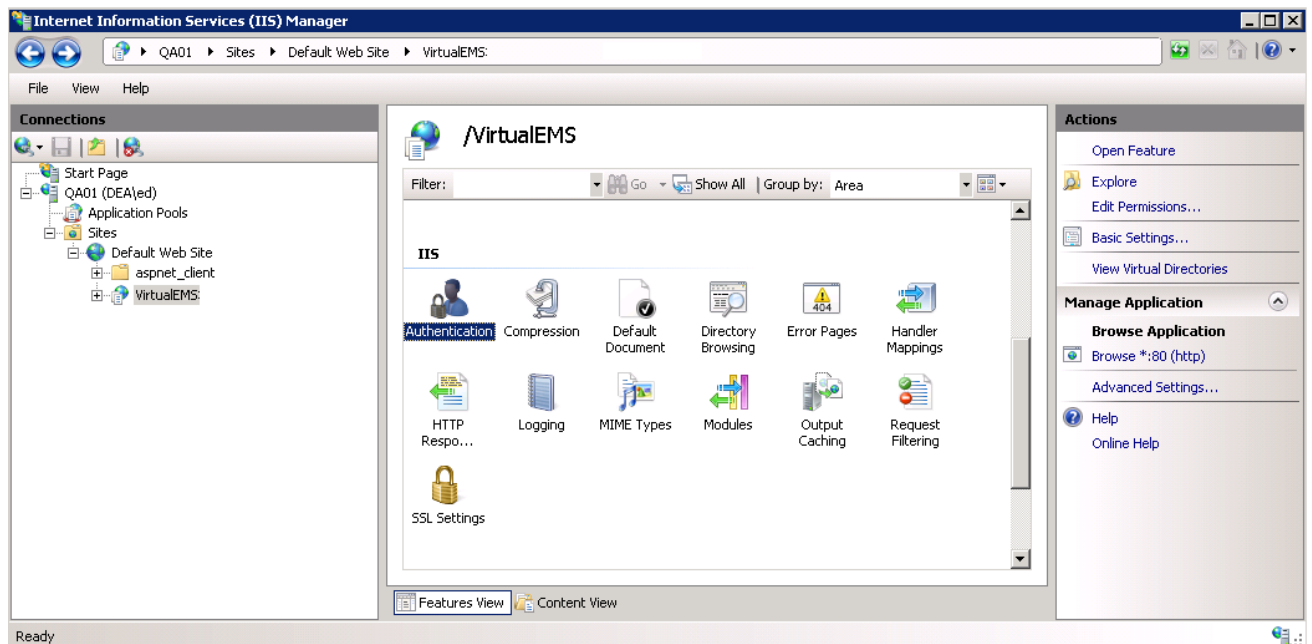 Internet Information Services (IIS) Manager
QA01 Sites Default Web Site VirtualEMS:
File View Help
Connections
Start Page
QA01 (DEA\ed)
Application Pools
Sites
Default Web Site
aspnet_client
VirtualEMS:
/VirtualEMS
Filter: Go Show All Group by: Area
IIS
Authentication Compression Default Document Directory Browsing Error Pages 404 Handler Mappings
HTTP Respo... Logging MIME Types Modules Output Caching Request Filtering
SSL Settings
Features View Content View
Actions
Open Feature
Explore
Edit Permissions...
Basic Settings...
View Virtual Directories
Manage Application
Browse Application
Browse *:80 (http)
Advanced Settings...
Help
Online Help
Ready